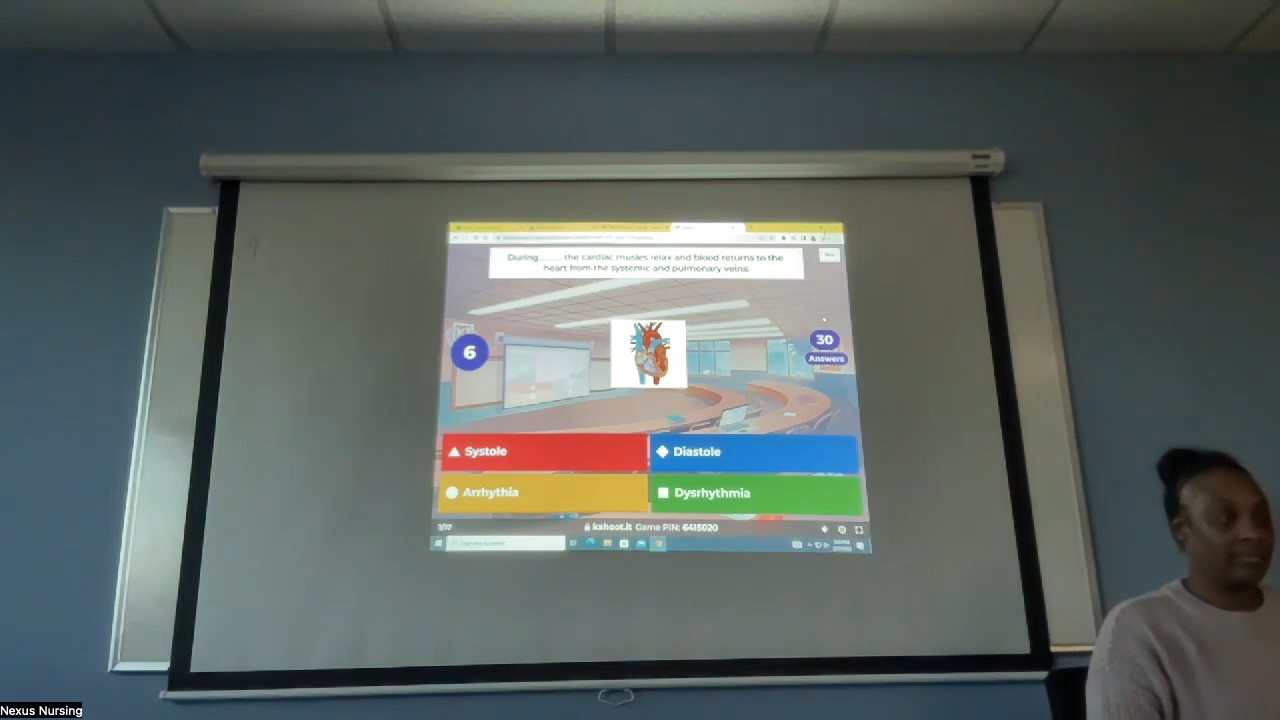 During ____ the cardiac musles relax and blood returns to the
heart from the systemic and pulmonary veins:
6
30
Answers
Systole
Diastole
Arrhythia
Dysrhythmia
kahoot.it Game PIN: 6415020
Nexus Nursing